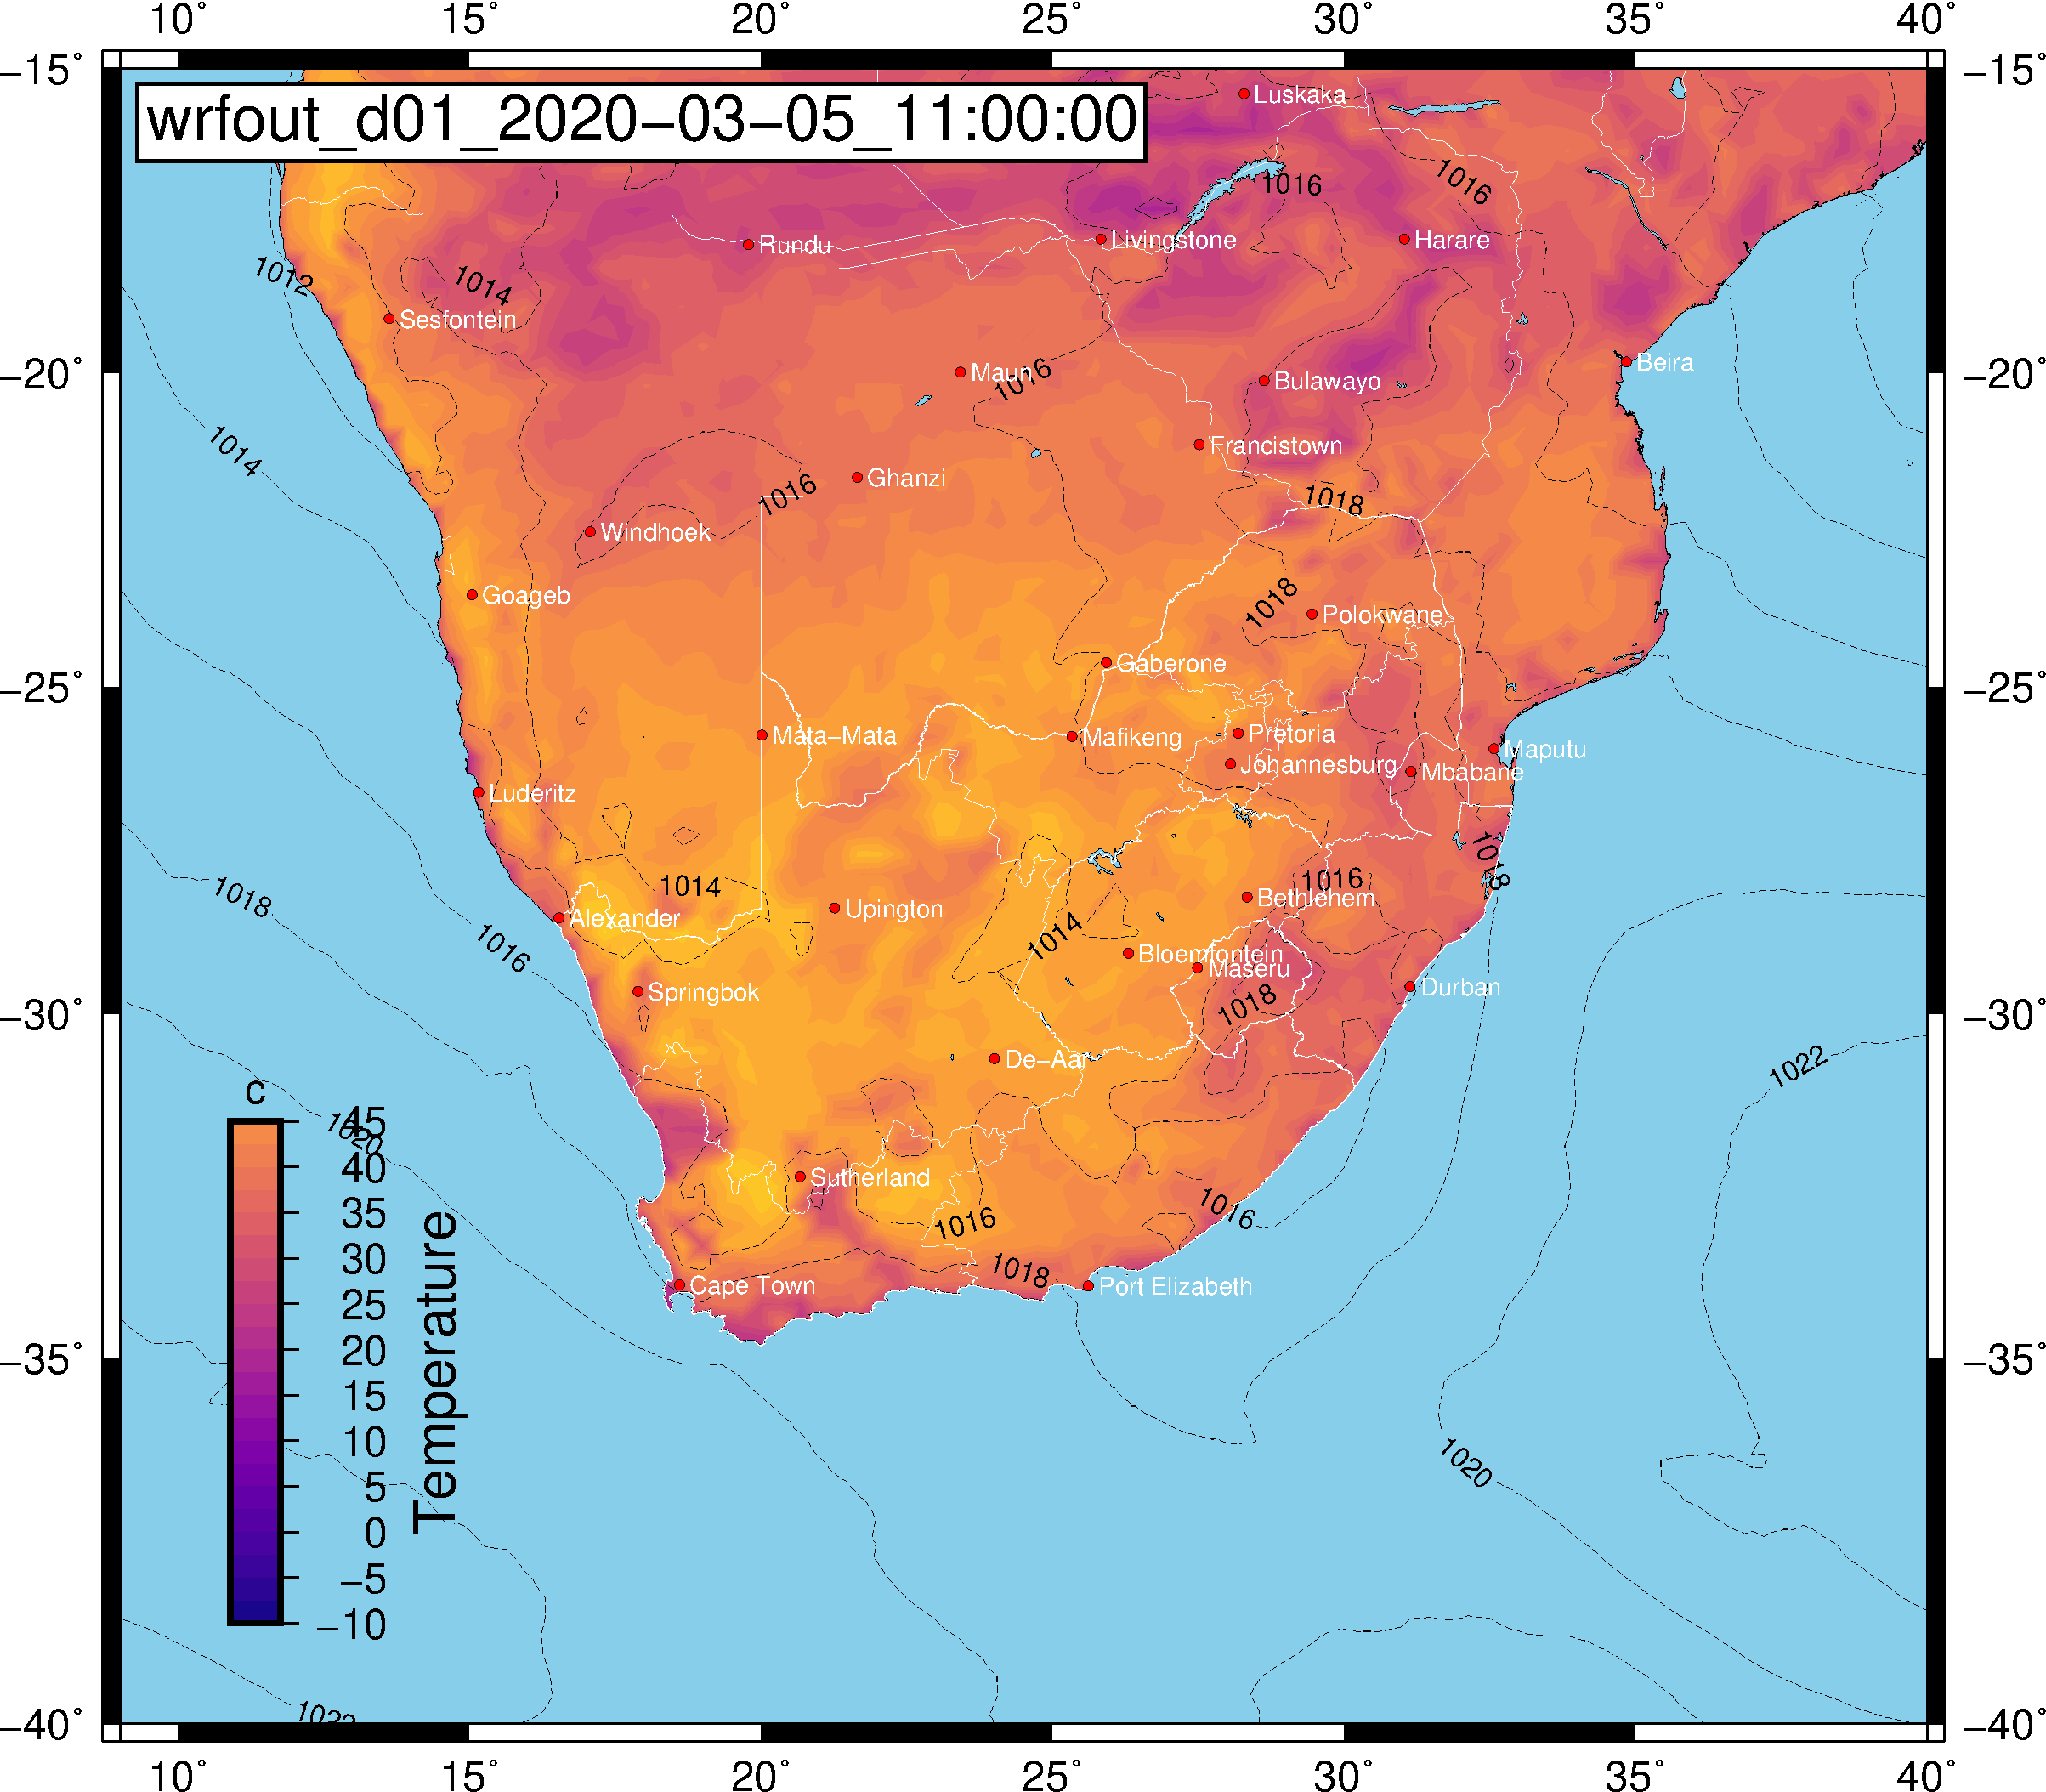 10° 15° 20° 25° 30° 35° 40°
−15° −15°
wrfout_d01_2020−03−05_11:00:00
Luskaka
1016
1016
Rundu
Livingstone
Harare
1012
1014
Sesfontein
−20° −20°
Maun
1016
Bulawayo
Beira
1014
Francistown
Ghanzi
1016
1018
Windhoek
Goageb
1018
Polokwane
Gaberone
−25° −25°
Mata−Mata
Mafikeng
Pretoria
Johannesburg
Mbabane
Maputu
Luderitz
1018
1018
1014
1016
Bethlehem
Alexander
Upington
1016
1014
Bloemfontein
Maseru
Springbok
1018
Durban
−30° −30°
De−Aar
1022
c
1020
45
40
35
30
25
20
15
10
5
0
−5
−10
Temperature
Sutherland
1016
1016
1018
Cape Town
Port Elizabeth
−35° −35°
1020
1022
−40° −40°
10° 15° 20° 25° 30° 35° 40°